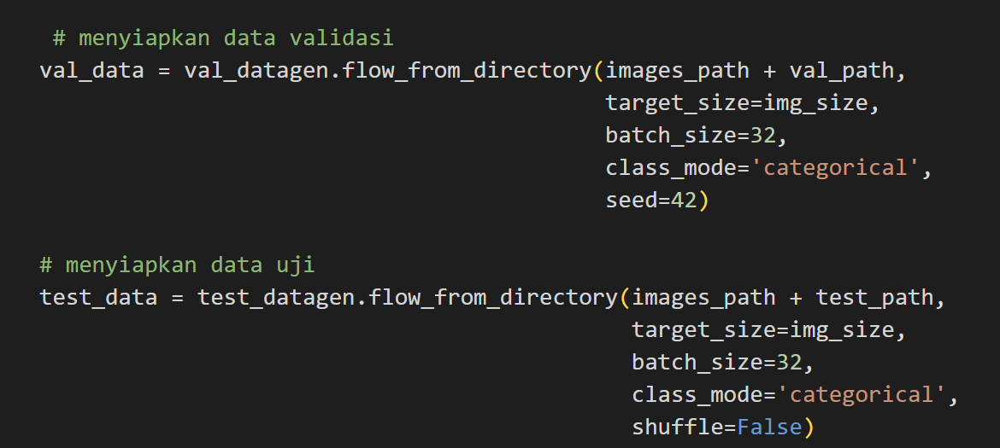 # menyiapkan data validasi
val_data = val_datagen.flow_from_directory(images_path + val_path,
target_size=img_size,
batch_size=32,
class_mode='categorical',
seed=42)
# menyiapkan data uji
test_data = test_datagen.flow_from_directory(images_path + test_path,
target_size=img_size,
batch_size=32,
class_mode='categorical',
shuffle=False)